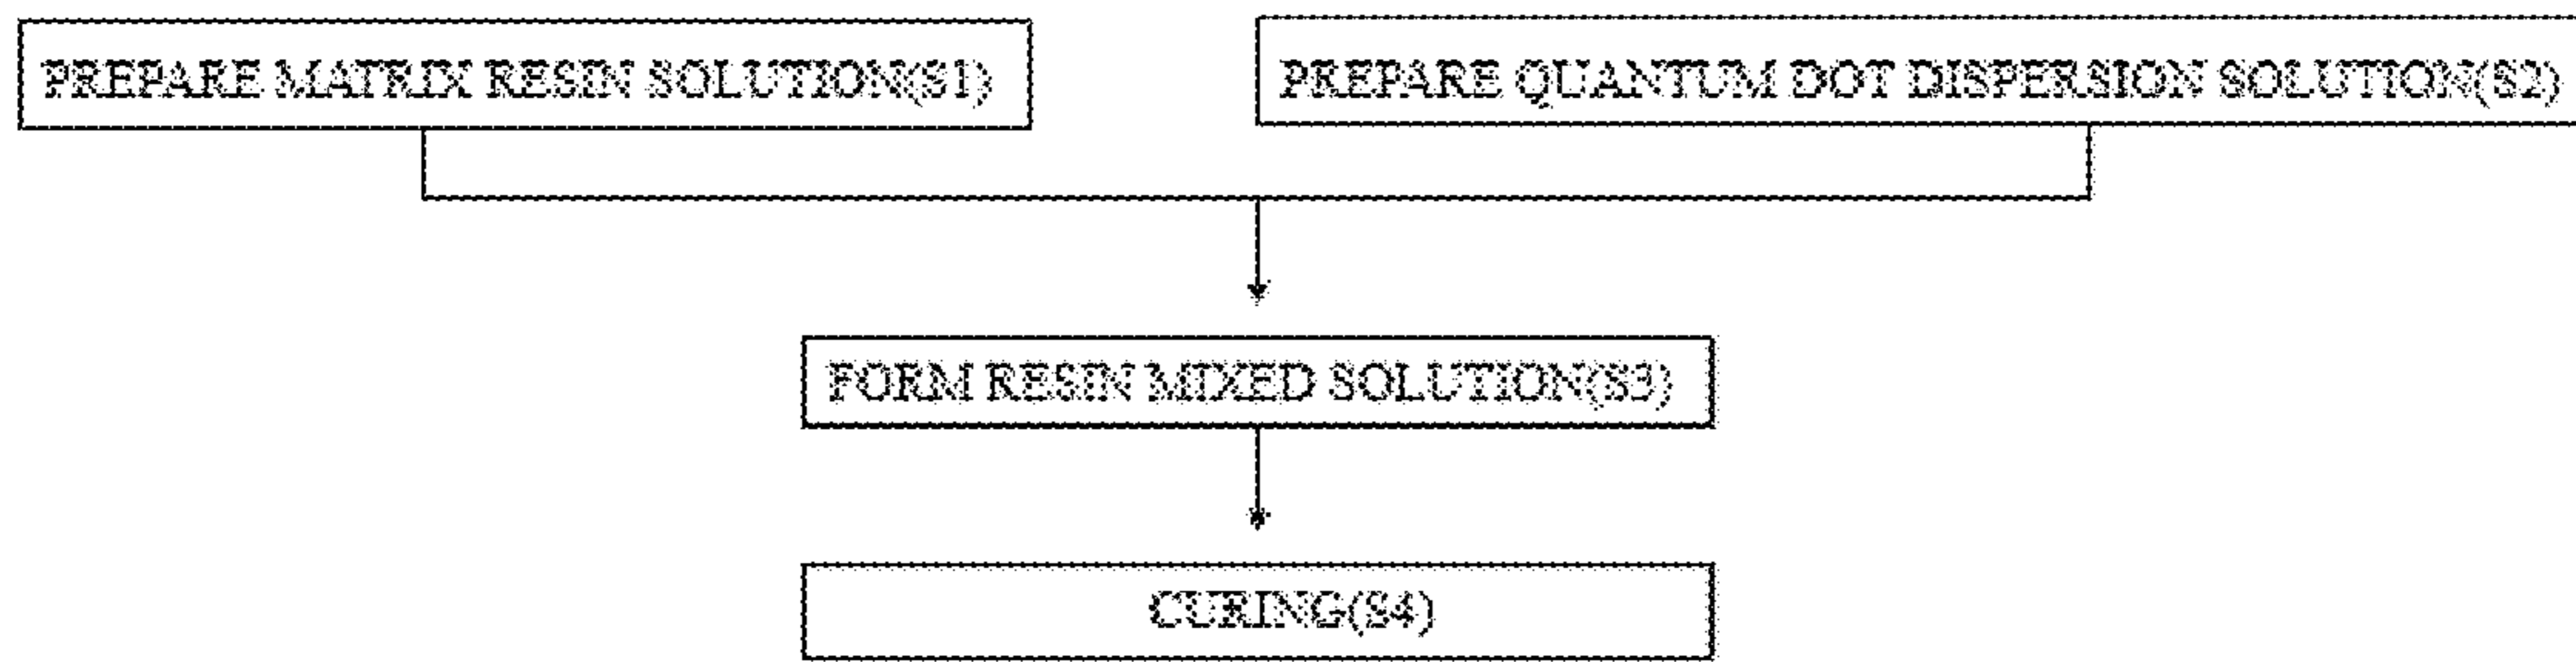 PREPARE MATRIX RESIN SOLUTION(S1)
PREPARE QUANTUM DOT DISPERSION SOLUTION(S2)
FORM RESIN MIXED SOLUTION(S3)
CURING(S4)